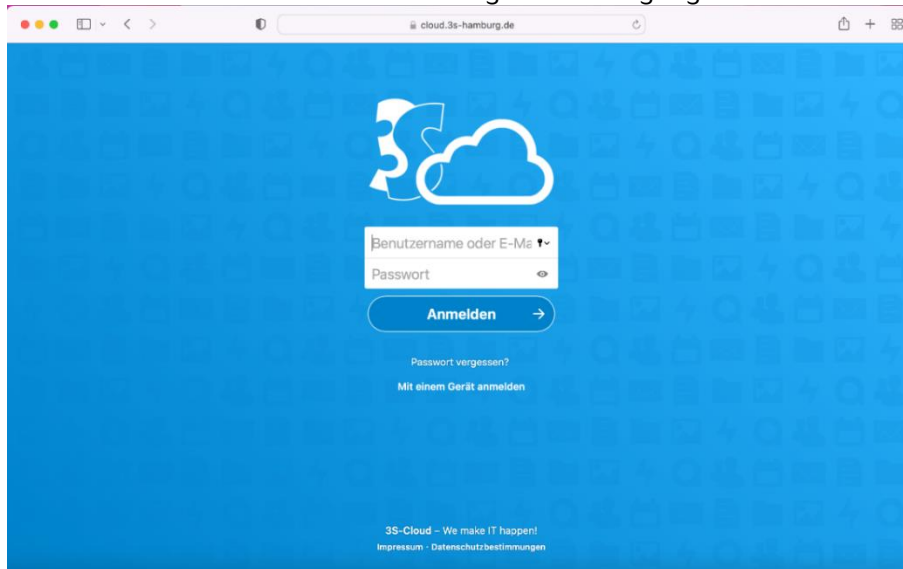 cloud.3s-hamburg.de
3S
Benutzername oder E-Ma
Passwort
Anmelden
Passwort vergessen?
Mit einem Gerät anmelden
3S-Cloud – We make IT happen!
Impressum - Datenschutzbestimmungen